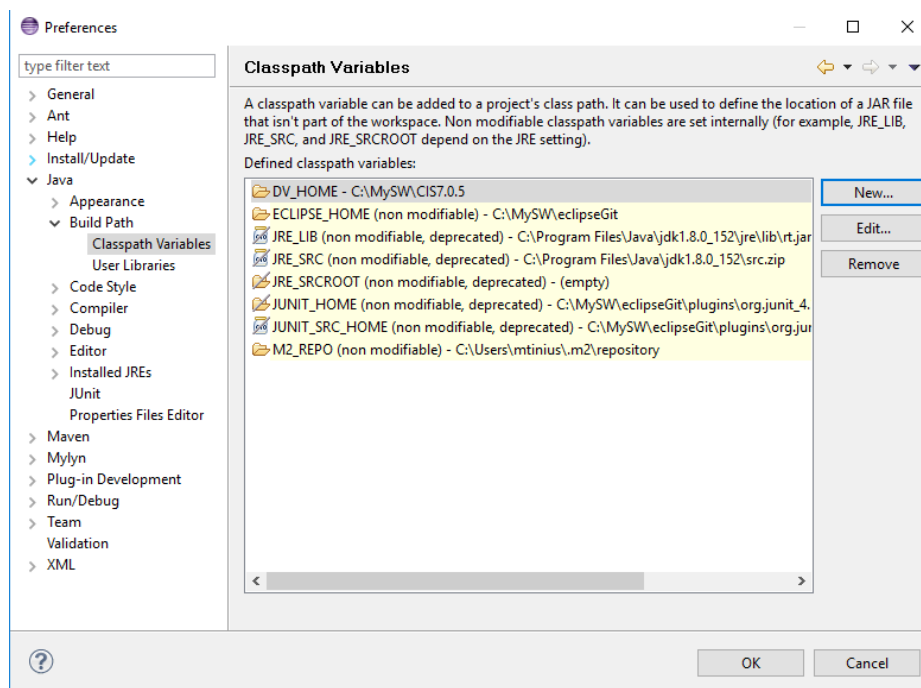 Preferences
type filter text
General
Ant
Help
Install/Update
Java
Appearance
Build Path
Classpath Variables
User Libraries
Code Style
Compiler
Debug
Editor
Installed JREs
JUnit
Properties Files Editor
Maven
Mylyn
Plug-in Development
Run/Debug
Team
Validation
XML
Classpath Variables
A classpath variable can be added to a project's class path. It can be used to define the location of a JAR file
that isn't part of the workspace. Non modifiable classpath variables are set internally (for example, JRE_LIB,
JRE_SRC, and JRE_SRCROOT depend on the JRE setting).
Defined classpath variables:
DV_HOME - C:\MySW\CIS7.0.5
ECLIPSE_HOME (non modifiable) - C:\MySW\eclipseGit
JRE_LIB (non modifiable, deprecated) - C:\Program Files\Java\jdk1.8.0_152\jre\lib\rt.jar
JRE_SRC (non modifiable, deprecated) - C:\Program Files\Java\jdk1.8.0_152\src.zip
JRE_SRCROOT (non modifiable, deprecated) - (empty)
JUNIT_HOME (non modifiable, deprecated) - C:\MySW\eclipseGit\plugins\org.junit_4.
JUNIT_SRC_HOME (non modifiable, deprecated) - C:\MySW\eclipseGit\plugins\org.jur
M2_REPO (non modifiable) - C:\Users\mtinius\.m2\repository
New...
Edit...
Remove
OK
Cancel